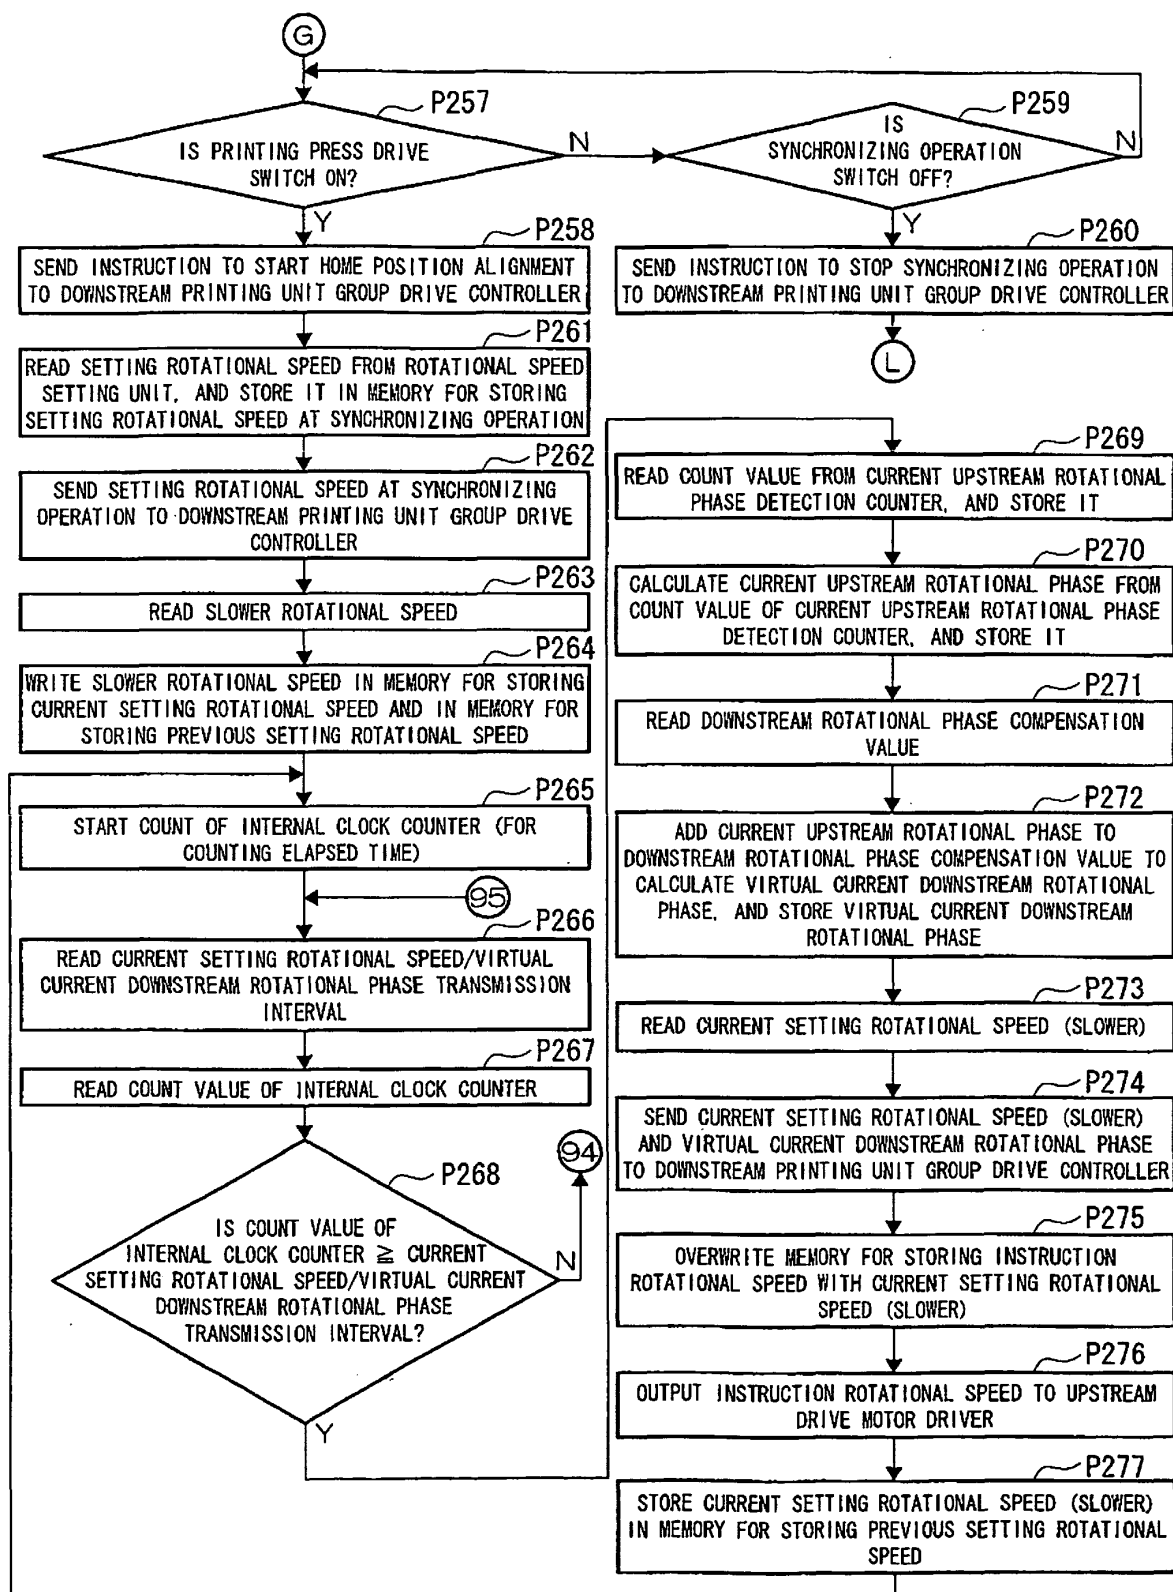 G
P257
IS PRINTING PRESS DRIVE
SWITCH ON?
N
Y
P259
IS
SYNCHRONIZING OPERATION
SWITCH OFF?
N
Y
P258
SEND INSTRUCTION TO START HOME POSITION ALIGNMENT
TO DOWNSTREAM PRINTING UNIT GROUP DRIVE CONTROLLER
P260
SEND INSTRUCTION TO STOP SYNCHRONIZING OPERATION
TO DOWNSTREAM PRINTING UNIT GROUP DRIVE CONTROLLER
L
P261
READ SETTING ROTATIONAL SPEED FROM ROTATIONAL SPEED
SETTING UNIT, AND STORE IT IN MEMORY FOR STORING
SETTING ROTATIONAL SPEED AT SYNCHRONIZING OPERATION
P262
SEND SETTING ROTATIONAL SPEED AT SYNCHRONIZING
OPERATION TO DOWNSTREAM PRINTING UNIT GROUP DRIVE
CONTROLLER
P263
READ SLOWER ROTATIONAL SPEED
P264
WRITE SLOWER ROTATIONAL SPEED IN MEMORY FOR STORING
CURRENT SETTING ROTATIONAL SPEED AND IN MEMORY FOR
STORING PREVIOUS SETTING ROTATIONAL SPEED
P265
START COUNT OF INTERNAL CLOCK COUNTER (FOR
COUNTING ELAPSED TIME)
95
P266
READ CURRENT SETTING ROTATIONAL SPEED/VIRTUAL
CURRENT DOWNSTREAM ROTATIONAL PHASE TRANSMISSION
INTERVAL
P267
READ COUNT VALUE OF INTERNAL CLOCK COUNTER
94
P268
IS COUNT VALUE OF
INTERNAL CLOCK COUNTER ≧ CURRENT
SETTING ROTATIONAL SPEED/VIRTUAL CURRENT
DOWNSTREAM ROTATIONAL PHASE
TRANSMISSION INTERVAL?
N
Y
P269
READ COUNT VALUE FROM CURRENT UPSTREAM ROTATIONAL
PHASE DETECTION COUNTER, AND STORE IT
P270
CALCULATE CURRENT UPSTREAM ROTATIONAL PHASE FROM
COUNT VALUE OF CURRENT UPSTREAM ROTATIONAL PHASE
DETECTION COUNTER, AND STORE IT
P271
READ DOWNSTREAM ROTATIONAL PHASE COMPENSATION
VALUE
P272
ADD CURRENT UPSTREAM ROTATIONAL PHASE TO
DOWNSTREAM ROTATIONAL PHASE COMPENSATION VALUE TO
CALCULATE VIRTUAL CURRENT DOWNSTREAM ROTATIONAL
PHASE, AND STORE VIRTUAL CURRENT DOWNSTREAM
ROTATIONAL PHASE
P273
READ CURRENT SETTING ROTATIONAL SPEED (SLOWER)
P274
SEND CURRENT SETTING ROTATIONAL SPEED (SLOWER)
AND VIRTUAL CURRENT DOWNSTREAM ROTATIONAL PHASE
TO DOWNSTREAM PRINTING UNIT GROUP DRIVE CONTROLLER
P275
OVERWRITE MEMORY FOR STORING INSTRUCTION
ROTATIONAL SPEED WITH CURRENT SETTING ROTATIONAL
SPEED (SLOWER)
P276
OUTPUT INSTRUCTION ROTATIONAL SPEED TO UPSTREAM
DRIVE MOTOR DRIVER
P277
STORE CURRENT SETTING ROTATIONAL SPEED (SLOWER)
IN MEMORY FOR STORING PREVIOUS SETTING ROTATIONAL
SPEED